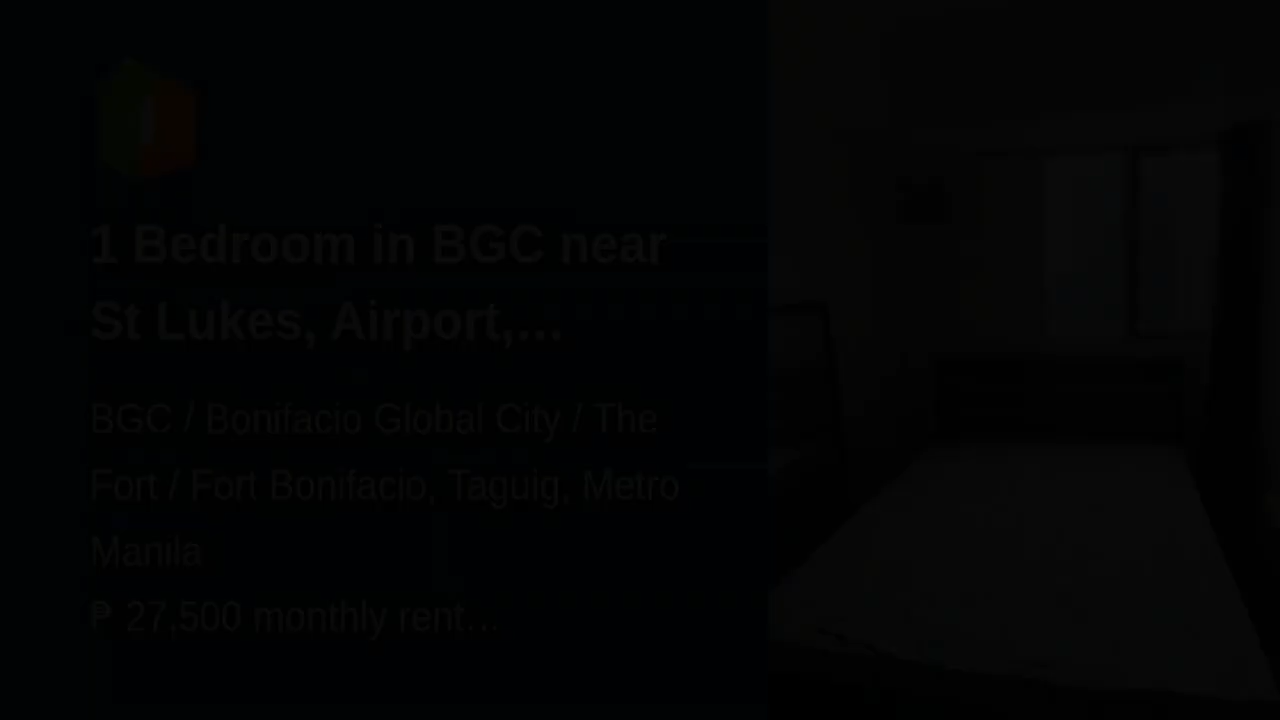 1 Bedroom in BGC near
St Lukes, Airport,...
BGC / Bonifacio Global City / The
Fort / Fort Bonifacio, Taguig, Metro
Manila
₱ 27,500 monthly rent...